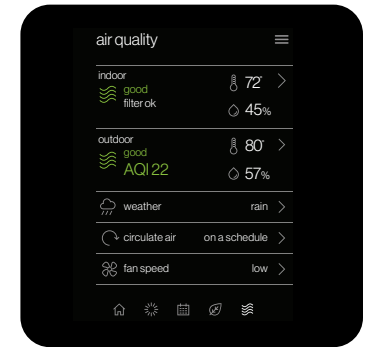 air quality
indoor
good
filter ok
72°
45%
outdoor
good
AQI 22
80°
57%
weather rain
circulate air on a schedule
fan speed low